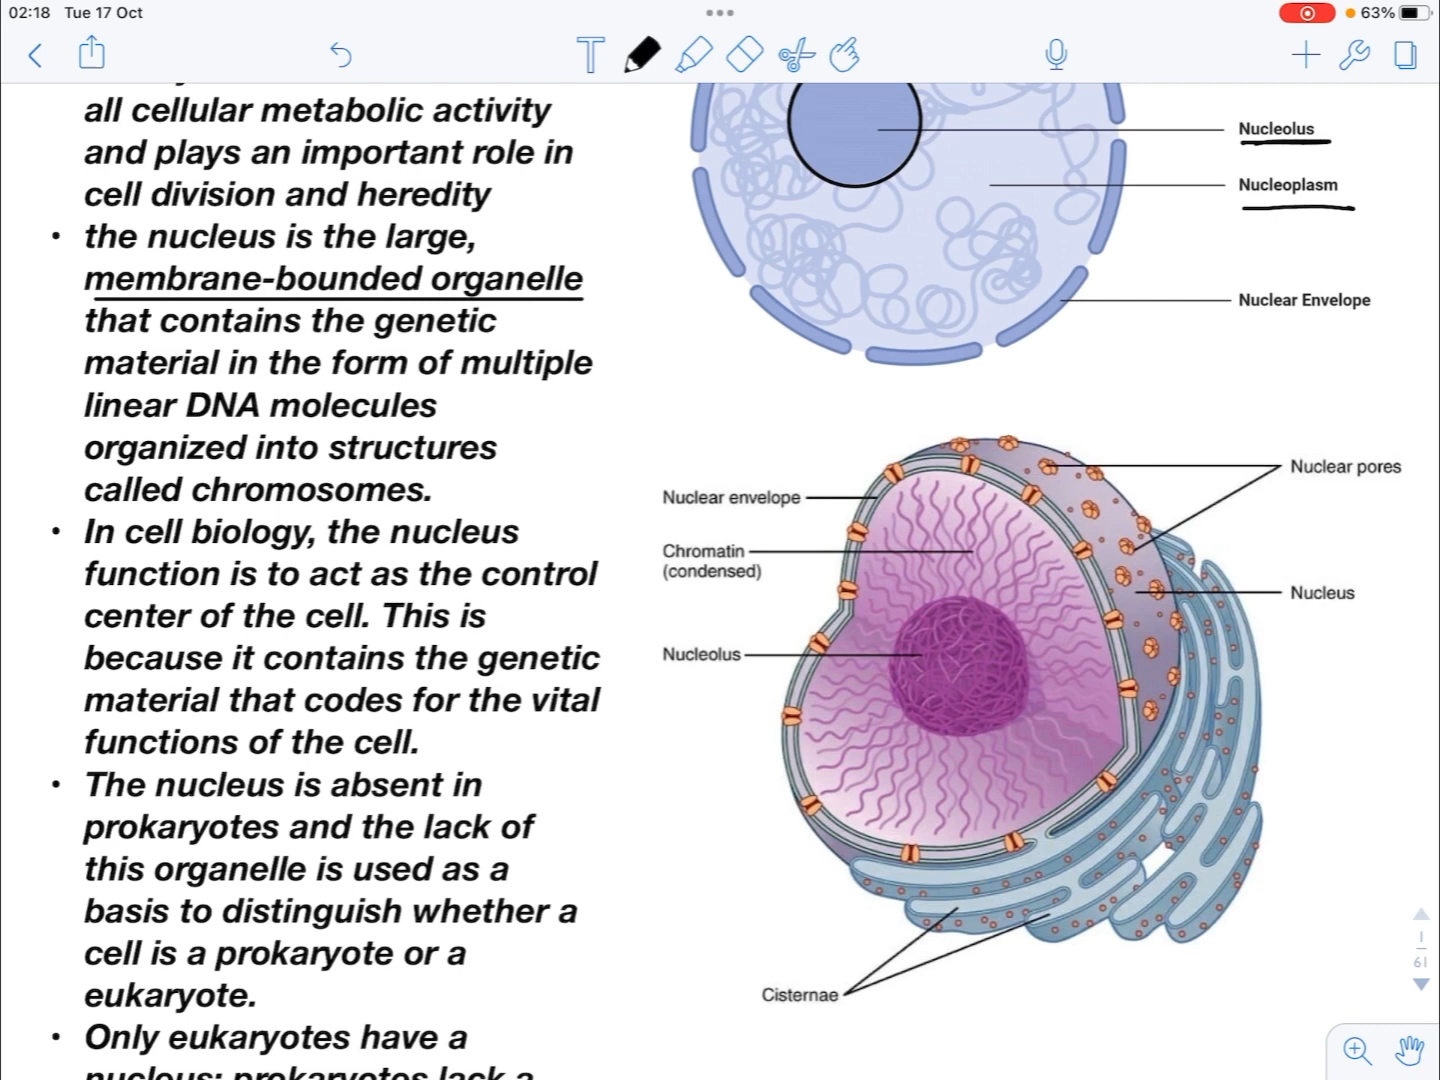 02:18 Tue 17 Oct
63%
T
all cellular metabolic activity
and plays an important role in
cell division and heredity
• the nucleus is the large,
membrane-bounded organelle
that contains the genetic
material in the form of multiple
linear DNA molecules
organized into structures
called chromosomes.
• In cell biology, the nucleus
function is to act as the control
center of the cell. This is
because it contains the genetic
material that codes for the vital
functions of the cell.
• The nucleus is absent in
prokaryotes and the lack of
this organelle is used as a
basis to distinguish whether a
cell is a prokaryote or a
eukaryote.
• Only eukaryotes have a
nucleus; prokaryotes lack a
Nucleolus
Nucleoplasm
Nuclear Envelope
Nuclear envelope
Chromatin
(condensed)
Nucleolus
Nuclear pores
Nucleus
Cisternae
1
61